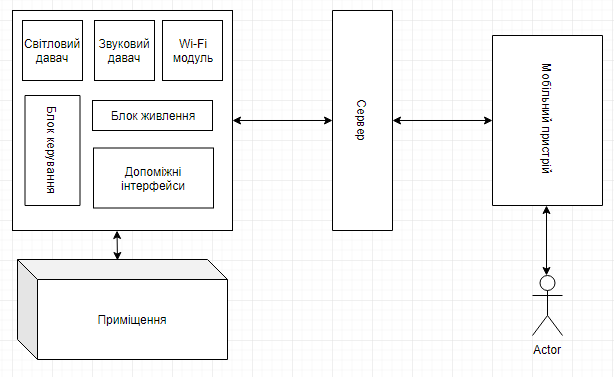 Світловий
давач
Звуковий
давач
Wi-Fi
модуль
Блок керування
Блок живлення
Допоміжні
інтерфейси
Сервер
Мобільний пристрій
Приміщення
Actor